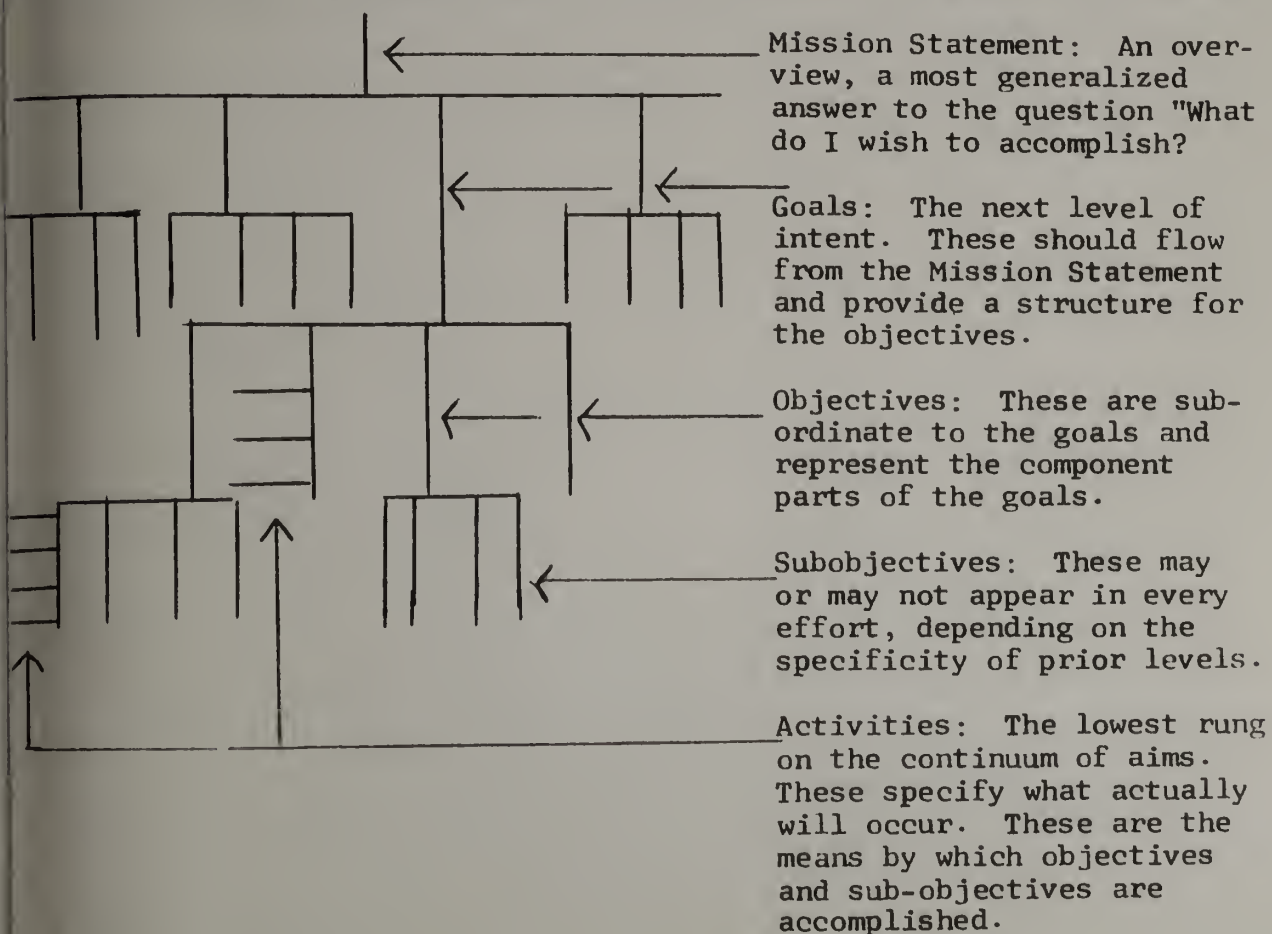 Mission Statement: An over-
view, a most generalized
answer to the question "What
do I wish to accomplish?
Goals: The next level of
intent. These should flow
from the Mission Statement
and provide a structure for
the objectives.
Objectives: These are sub-
ordinate to the goals and
represent the component
parts of the goals.
Subobjectives: These may
or may not appear in every
effort, depending on the
specificity of prior levels.
Activities: The lowest rung
on the continuum of aims.
These specify what actually
will occur. These are the
means by which objectives
and sub-objectives are
accomplished.